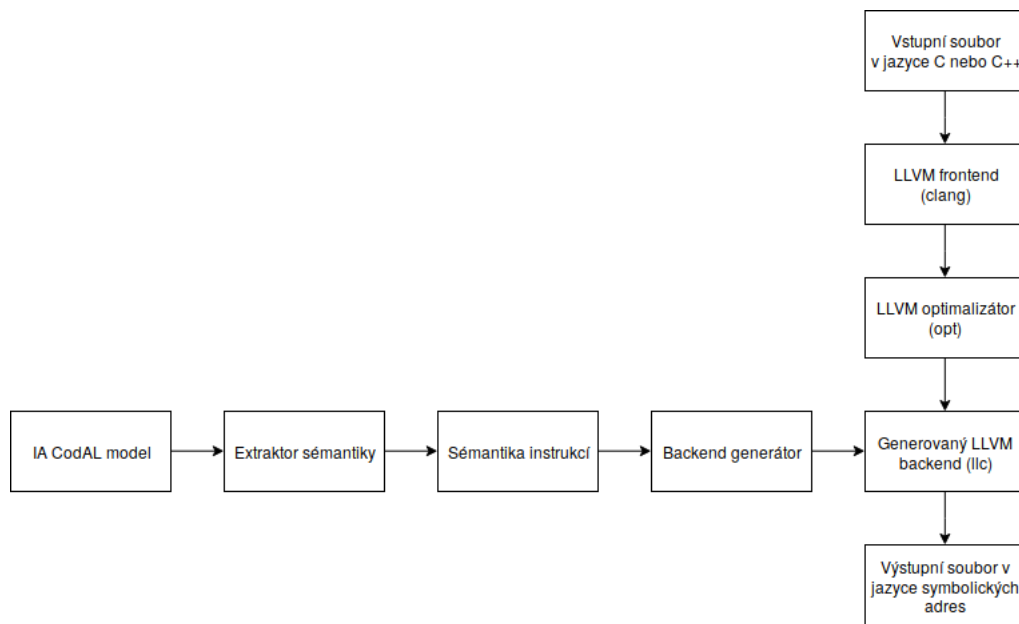 Vstupní soubor
v jazyce C nebo C++
LLVM frontend
(clang)
LLVM optimalizátor
(opt)
IA CodAL model
Extraktor sémantiky
Sémantika instrukcí
Backend generátor
Generovaný LLVM
backend (llc)
Výstupní soubor v
jazyce symbolických
adres